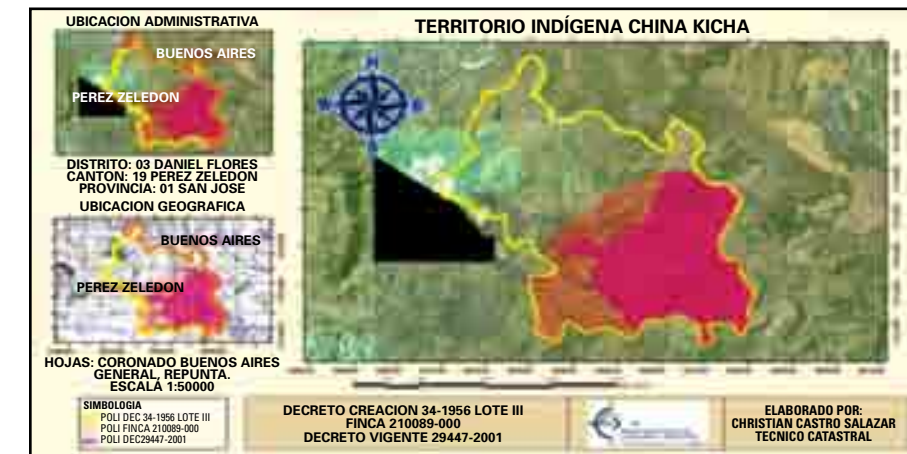 UBICACION ADMINISTRATIVA
BUENOS AIRES
PEREZ ZELEDON
DISTRITO: 03 DANIEL FLORES
CANTON: 19 PEREZ ZELEDON
PROVINCIA: 01 SAN JOSE
UBICACION GEOGRAFICA
BUENOS AIRES
PEREZ ZELEDON
HOJAS: CORONADO BUENOS AIRES
GENERAL, REPUNTA.
ESCALA 1:50000
TERRITORIO INDÍGENA CHINA KICHA
N
SIMBOLOGIA
POLI DEC 34-1956 LOTE III
POLI FINCA 210089-000
POLI DEC29447-2001
DECRETO CREACION 34-1956 LOTE III
FINCA 210089-000
DECRETO VIGENTE 29447-2001
ELABORADO POR:
CHRISTIAN CASTRO SALAZAR
TECNICO CATASTRAL